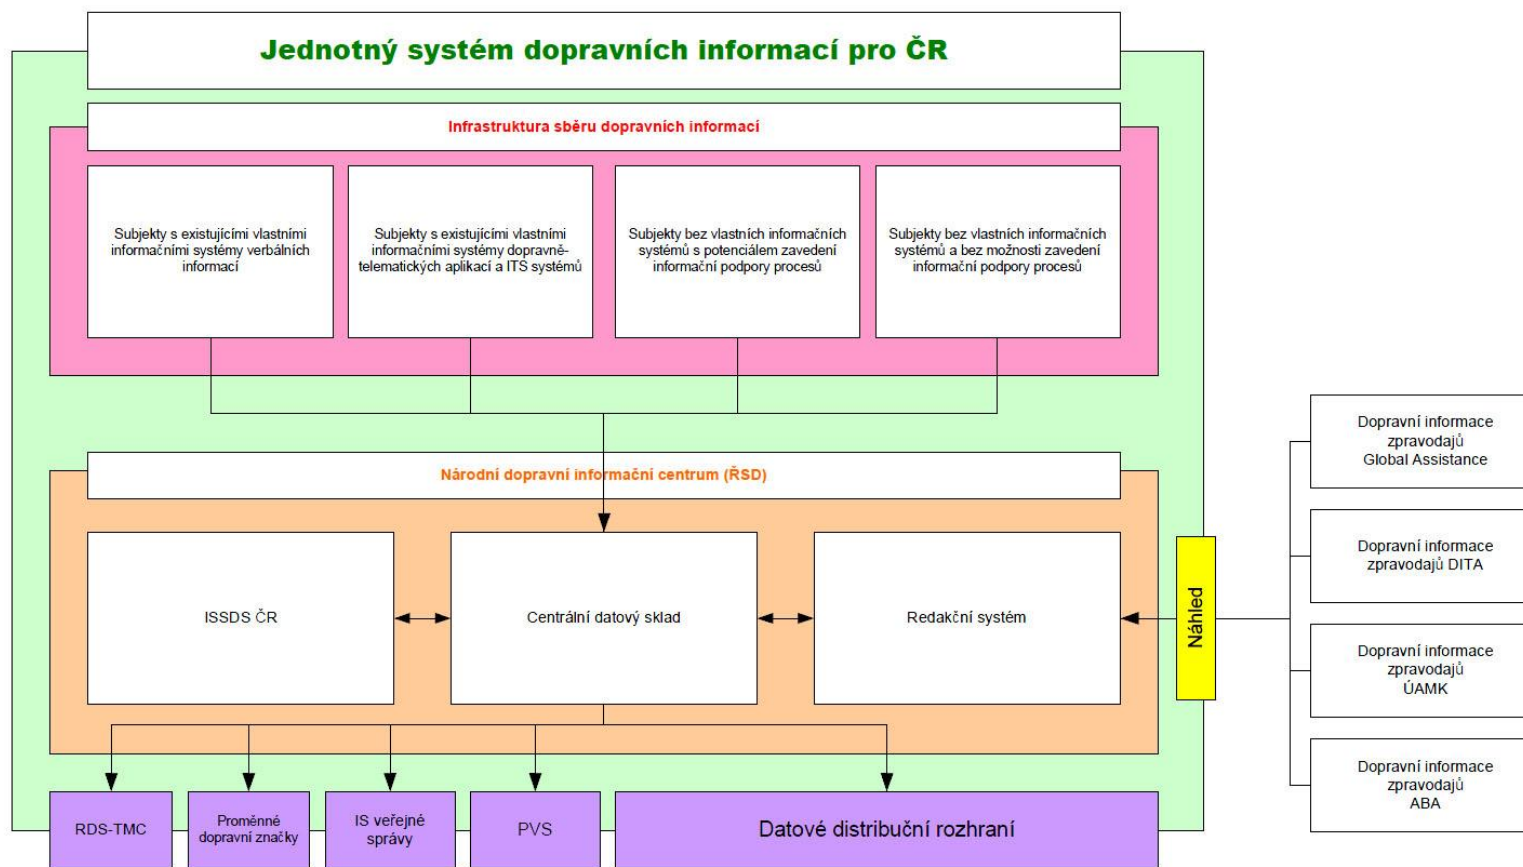 Jednotný systém dopravních informací pro ČR
Infrastruktura sběru dopravních informací
Subjekty s existujícími vlastními
informačními systémy verbálních
informací
Subjekty s existujícími vlastními
informačními systémy dopravně-
telematických aplikací a ITS systémů
Subjekty bez vlastních informačních
systémů s potenciálem zavedení
informační podpory procesů
Subjekty bez vlastních informačních
systémů a bez možnosti zavedení
informační podpory procesů
Národní dopravní informační centrum (ŘSD)
ISSDS ČR
Centrální datový sklad
Redakční systém
Náhled
Dopravní informace
zpravodajů
Global Assistance
Dopravní informace
zpravodajů DITA
Dopravní informace
zpravodajů
ÚAMK
Dopravní informace
zpravodajů
ABA
RDS-TMC
Proměnné
dopravní značky
IS veřejné
správy
PVS
Datové distribuční rozhraní